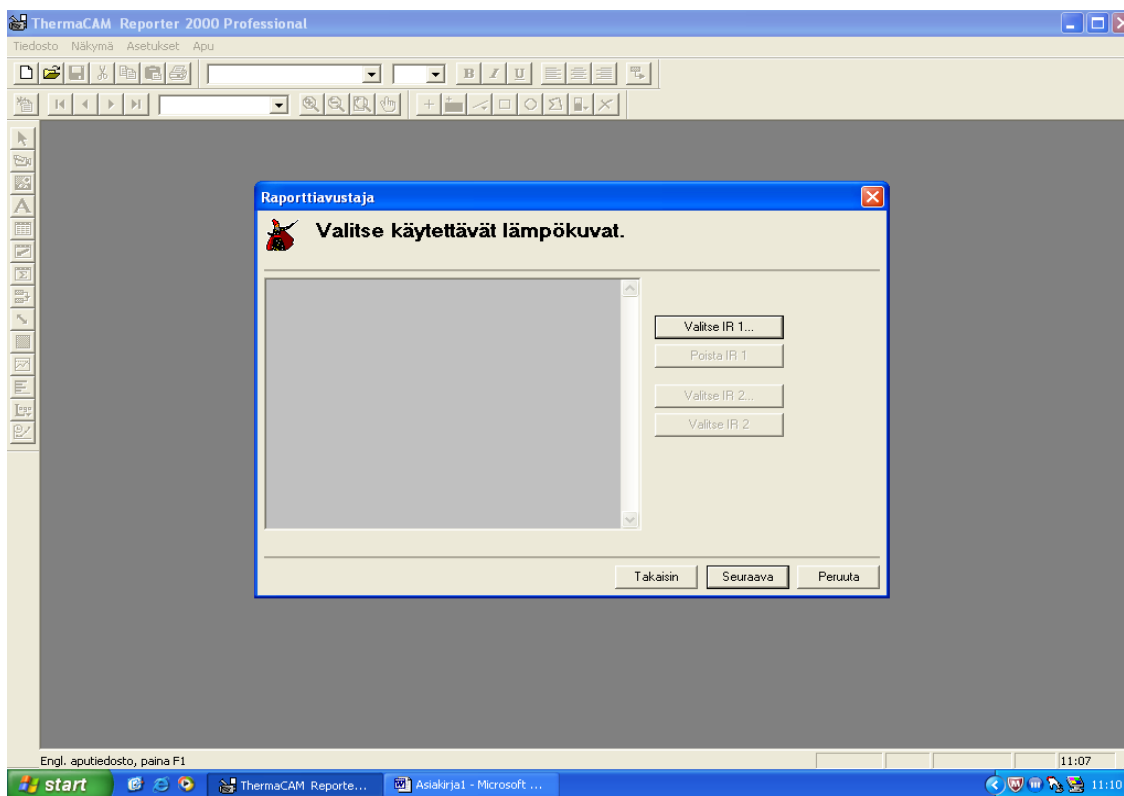 ThermaCAM Reporter 2000 Professional
Tiedosto Näkymä Asetukset Apu
B I U
A
Raporttiavustaja
Valitse käytettävät lämpökuvat.
Valitse IR 1...
Poista IR 1
Valitse IR 2...
Valitse IR 2
Takaisin Seuraava Peruuta
Logo
Engl. aputiedosto, paina F1 11:07
start ThermaCAM Reporte... Asiakirja1 - Microsoft ... 11:10